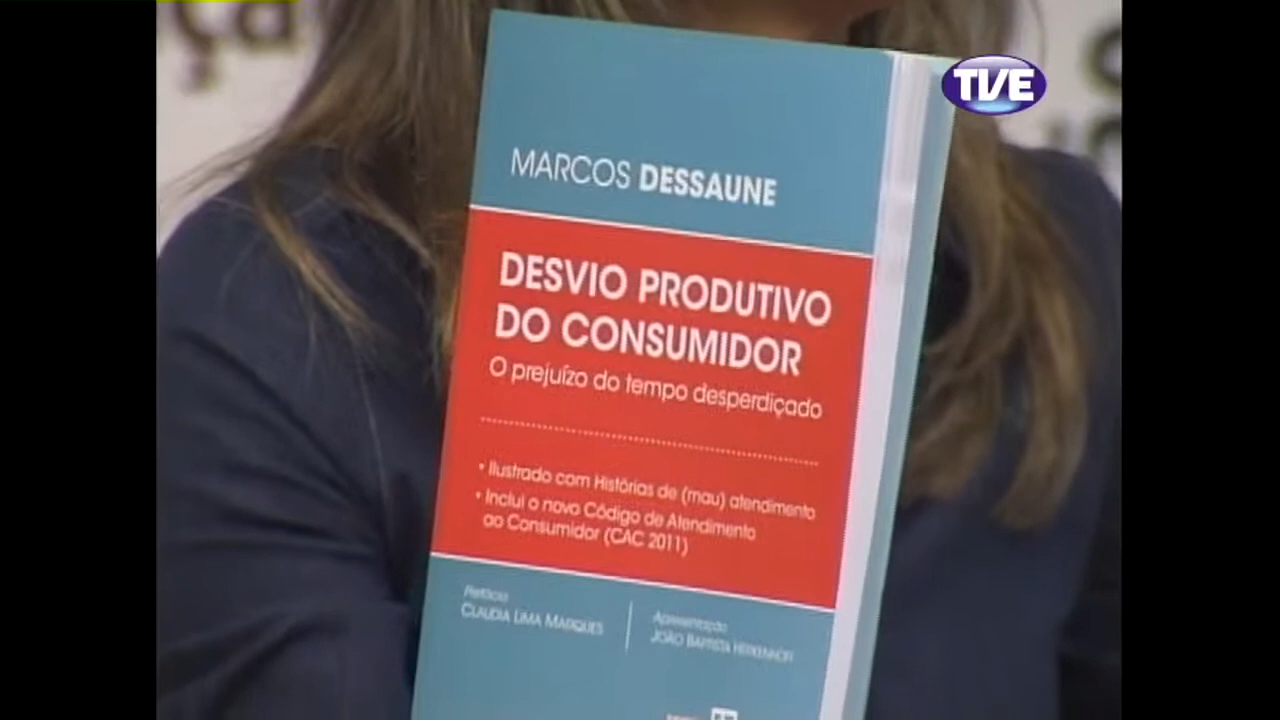 ça
TVE
MARCOS DESSAUNE
DESVIO PRODUTIVO
DO CONSUMIDOR
O prejuízo do tempo desperdiçado
• Ilustrado com Histórias de (mau) atendimento
• Inclui o novo Código de Atendimento
ao Consumidor (CAC 2011)
Prefácio
CLAUDIA LIMA MARQUES
Apresentação
JOÃO BAPTISTA HERKENHOFF